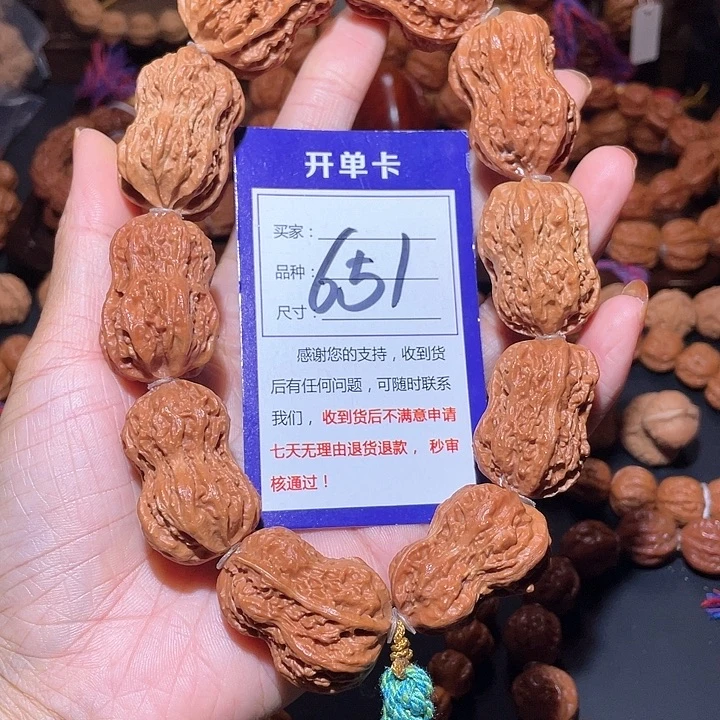 开单卡
买家：
品种：
651
尺寸：
感谢您的支持，收到货
后有任何问题，可随时联系
我们，收到货后不满意申请
七天无理由退货退款，秒审
核通过！